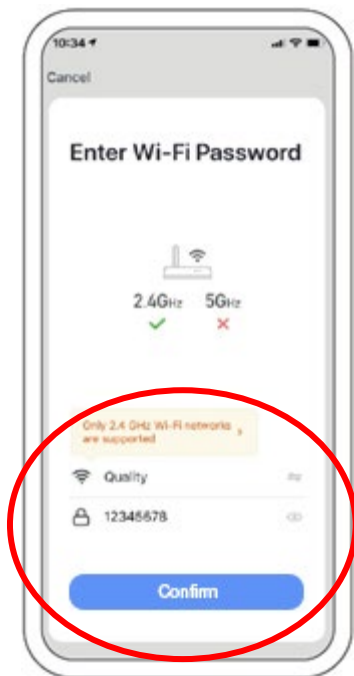 10:34
Cancel
Enter Wi-Fi Password
2.4GHz 5GHz
Only 2.4 GHz Wi-Fi networks
are supported
Quality
12345678
Confirm